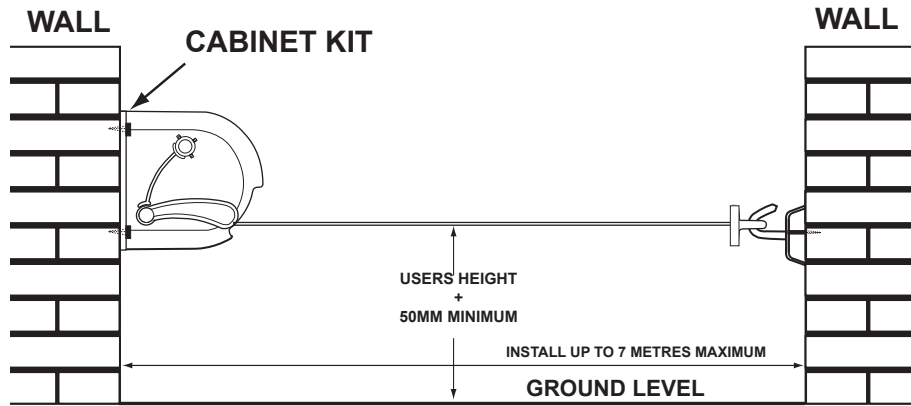 WALL
WALL
CABINET KIT
USERS HEIGHT
+
50MM MINIMUM
INSTALL UP TO 7 METRES MAXIMUM
GROUND LEVEL